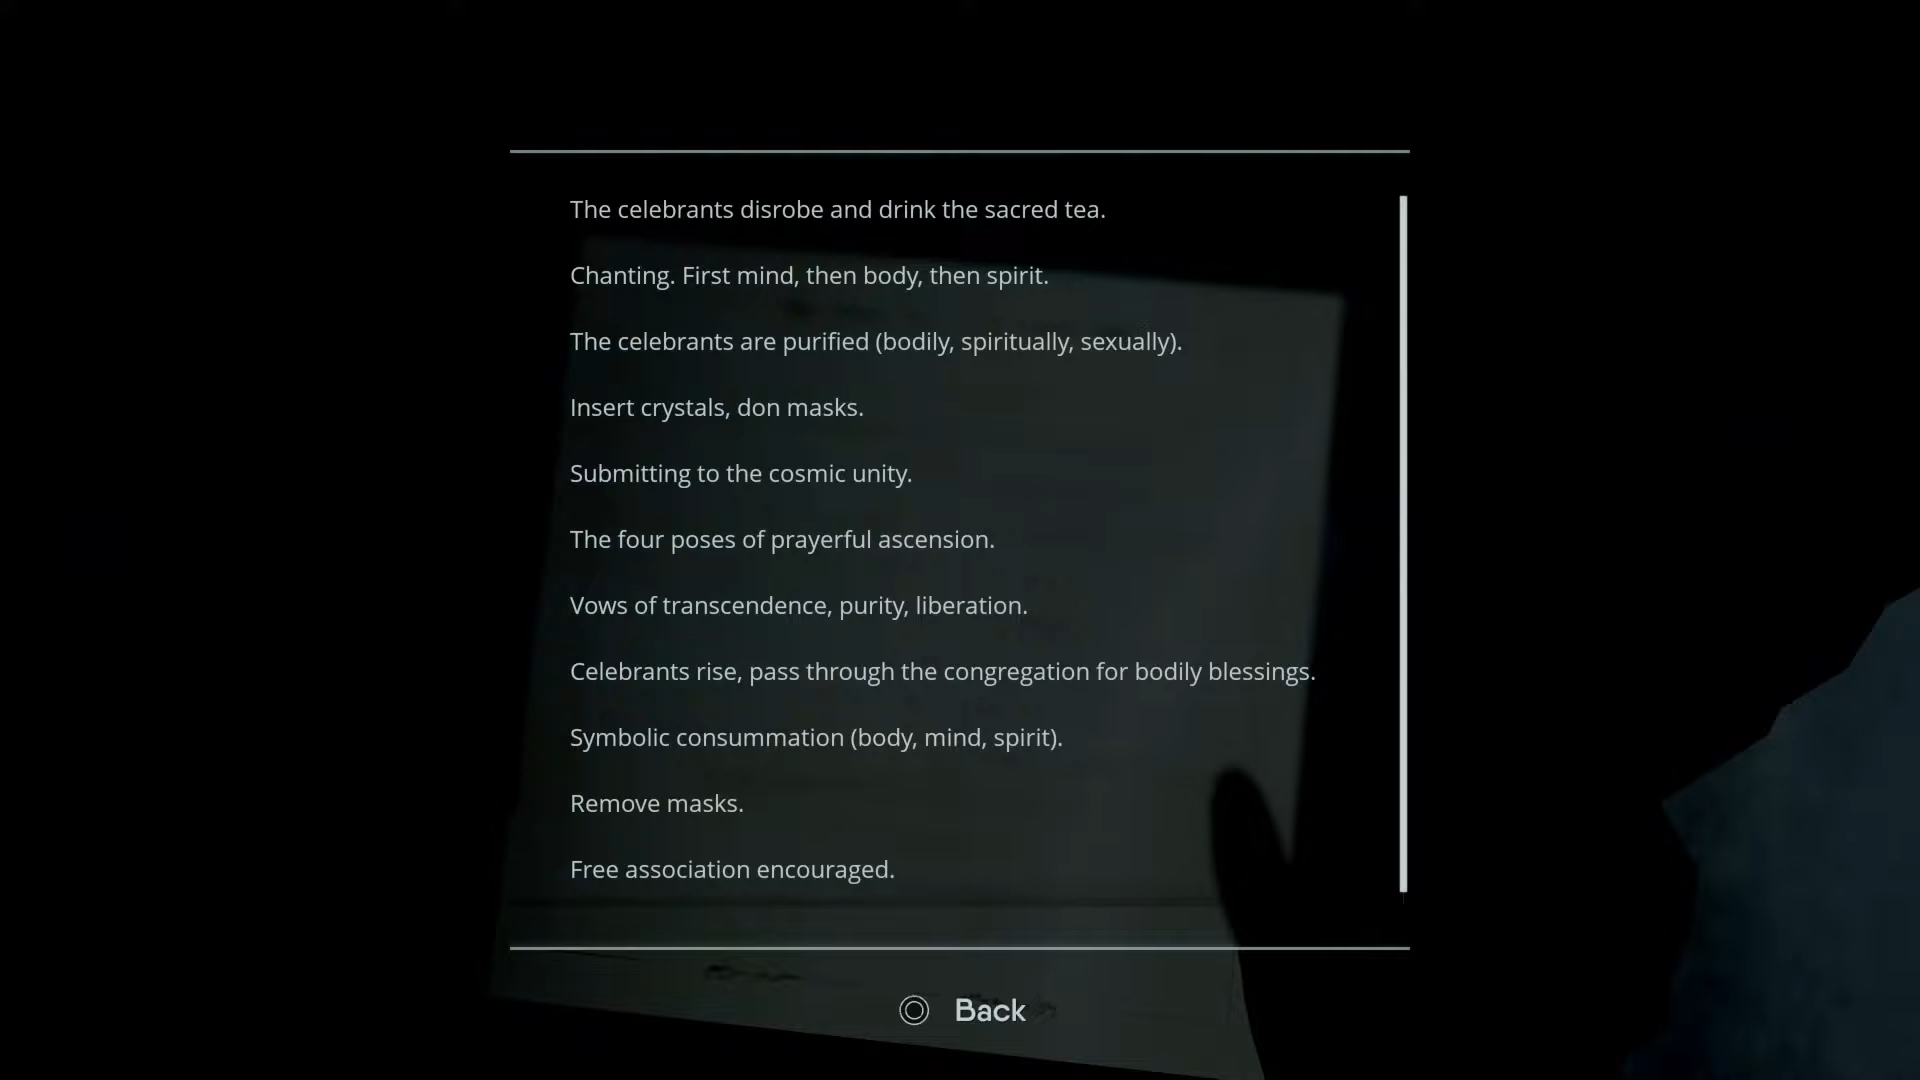 The celebrants disrobe and drink the sacred tea.
Chanting. First mind, then body, then spirit.
The celebrants are purified (bodily, spiritually, sexually).
Insert crystals, don masks.
Submitting to the cosmic unity.
The four poses of prayerful ascension.
Vows of transcendence, purity, liberation.
Celebrants rise, pass through the congregation for bodily blessings.
Symbolic consummation (body, mind, spirit).
Remove masks.
Free association encouraged.
Back